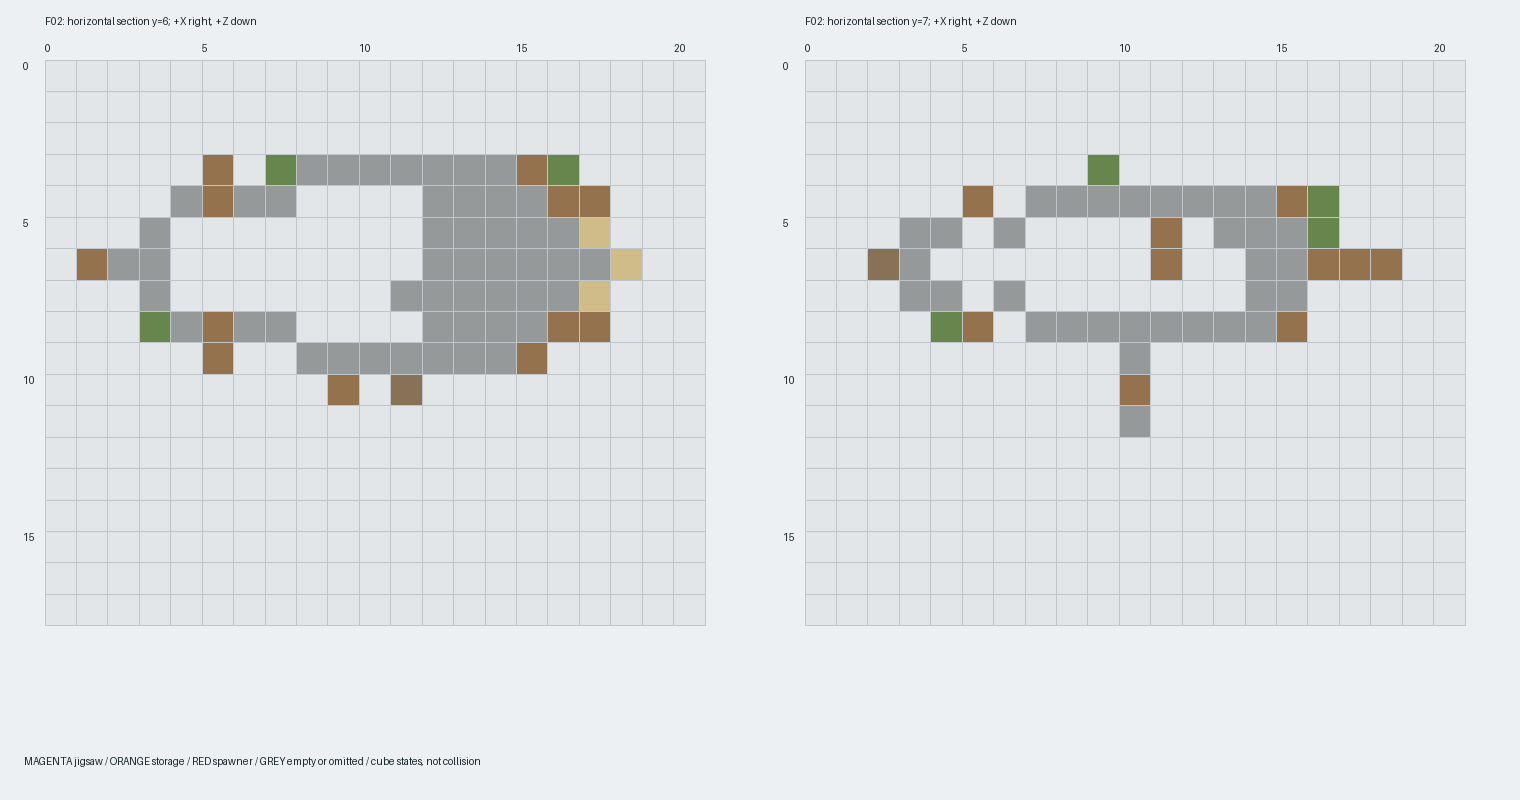 F02: horizontal section y=6; +X right, +Z down
F02: horizontal section y=7; +X right, +Z down
0 5 10 15 20
0 5 10 15 20
0
0
5
5
10
10
15
15
MAGENTA jigsaw / ORANGE storage / RED spawner / GREY empty or omitted / cube states, not collision